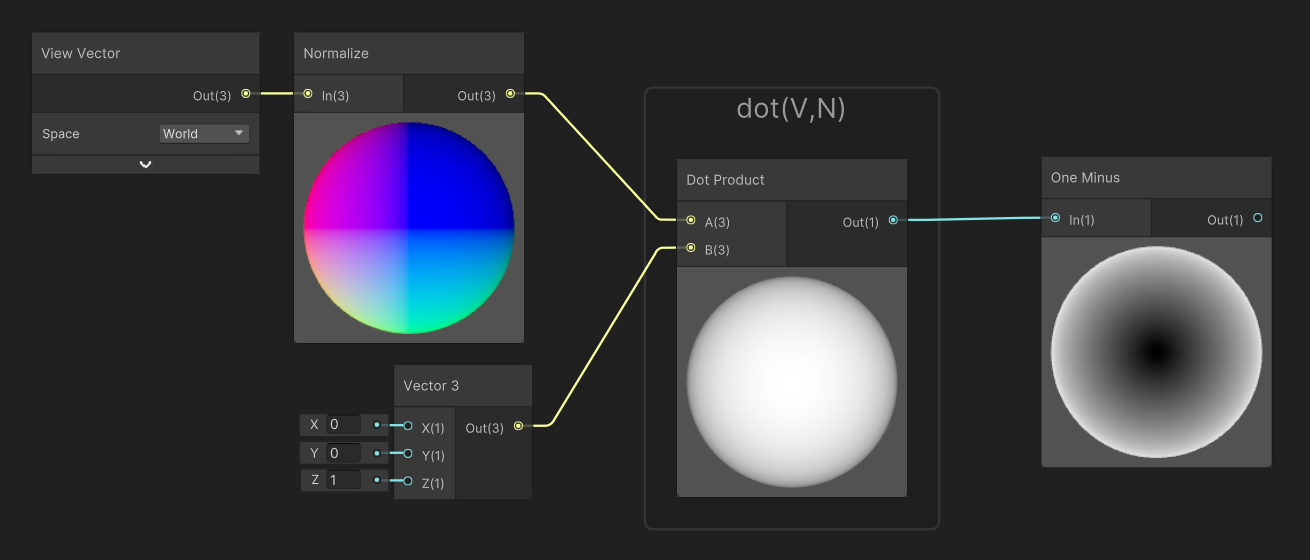 View Vector
Out(3)
Space World
Normalize
In(3) Out(3)
Vector 3
X 0 X(1) Out(3)
Y 0 Y(1)
Z 1 Z(1)
dot(V,N)
Dot Product
A(3) Out(1)
B(3)
One Minus
In(1) Out(1)